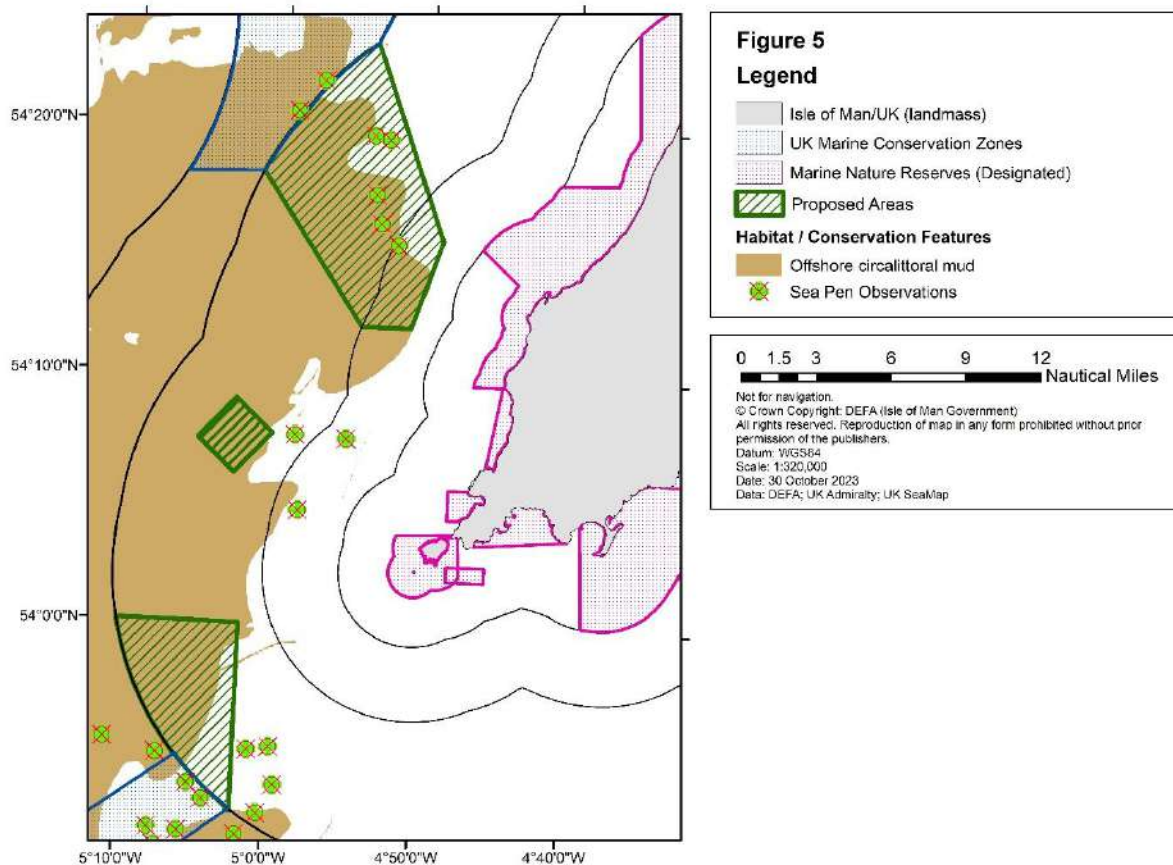 54°20'0"N
54°10'0"N
54°0'0"N
5°10'0"W
5°0'0"W
4°50'0"W
4°40'0"W
Figure 5
Legend
Isle of Man/UK (landmass)
UK Marine Conservation Zones
Marine Nature Reserves (Designated)
Proposed Areas
Habitat / Conservation Features
Offshore circalittoral mud
Sea Pen Observations
0 1.5 3 6 9 12
Nautical Miles
Not for navigation.
© Crown Copyright: DEFA (Isle of Man Government)
All rights reserved. Reproduction of map in any form prohibited without prior
permission of the publishers.
Datum: WGS84
Scale: 1:320,000
Date: 30 October 2023
Data: DEFA; UK Admiralty; UK SeaMap